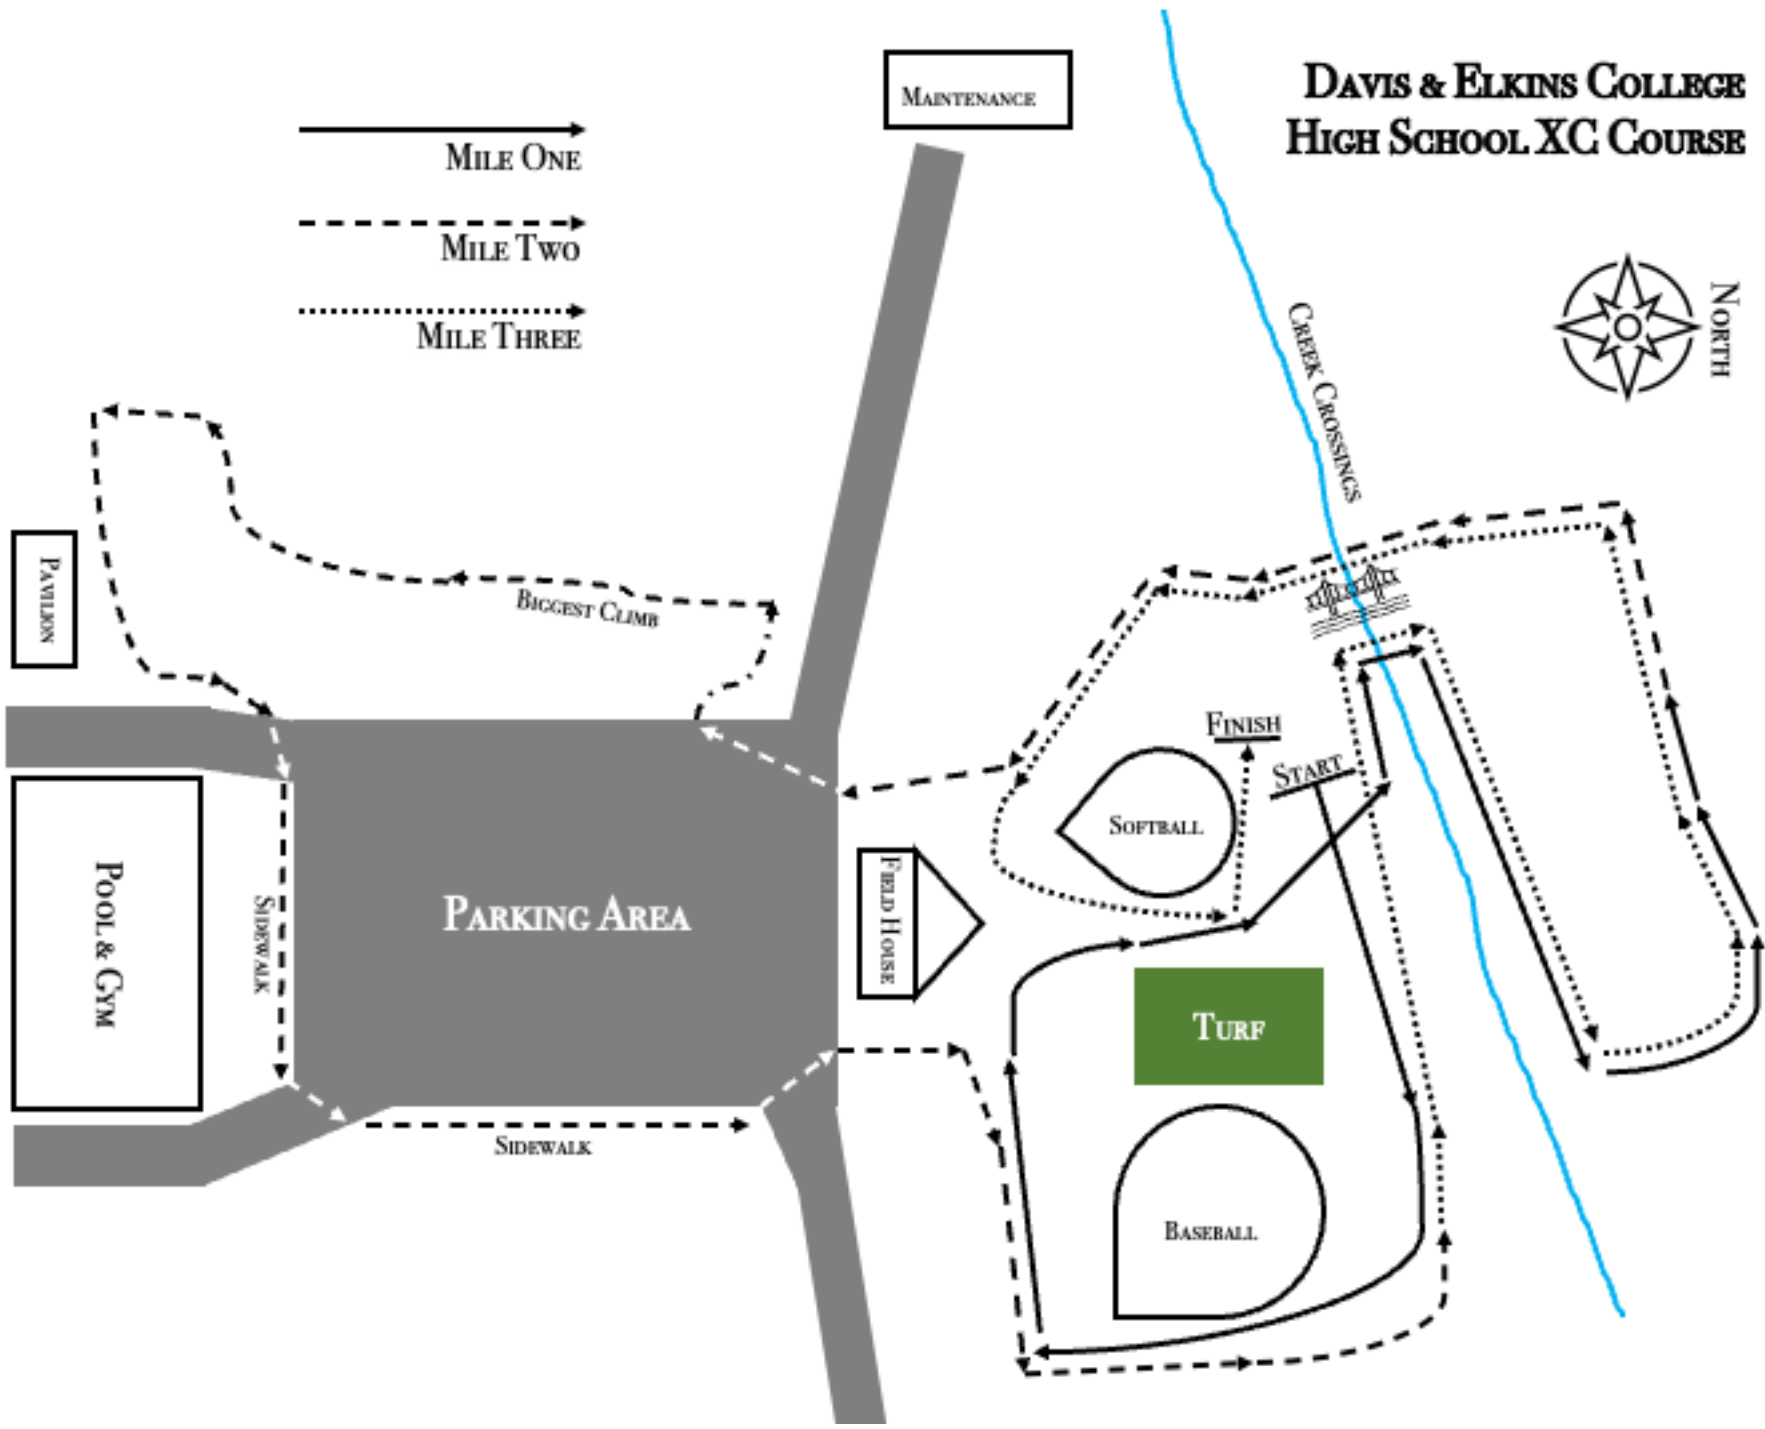 DAVIS & ELKINS COLLEGE
HIGH SCHOOL XC COURSE
MAINTENANCE
MILE ONE
MILE TWO
MILE THREE
NORTH
CREEK CROSSINGS
PAVILION
BIGGEST CLIMB
FINISH
START
SOFTBALL
POOL & GYM
SIDEWALK
PARKING AREA
FIELD HOUSE
TURF
SIDEWALK
BASEBALL